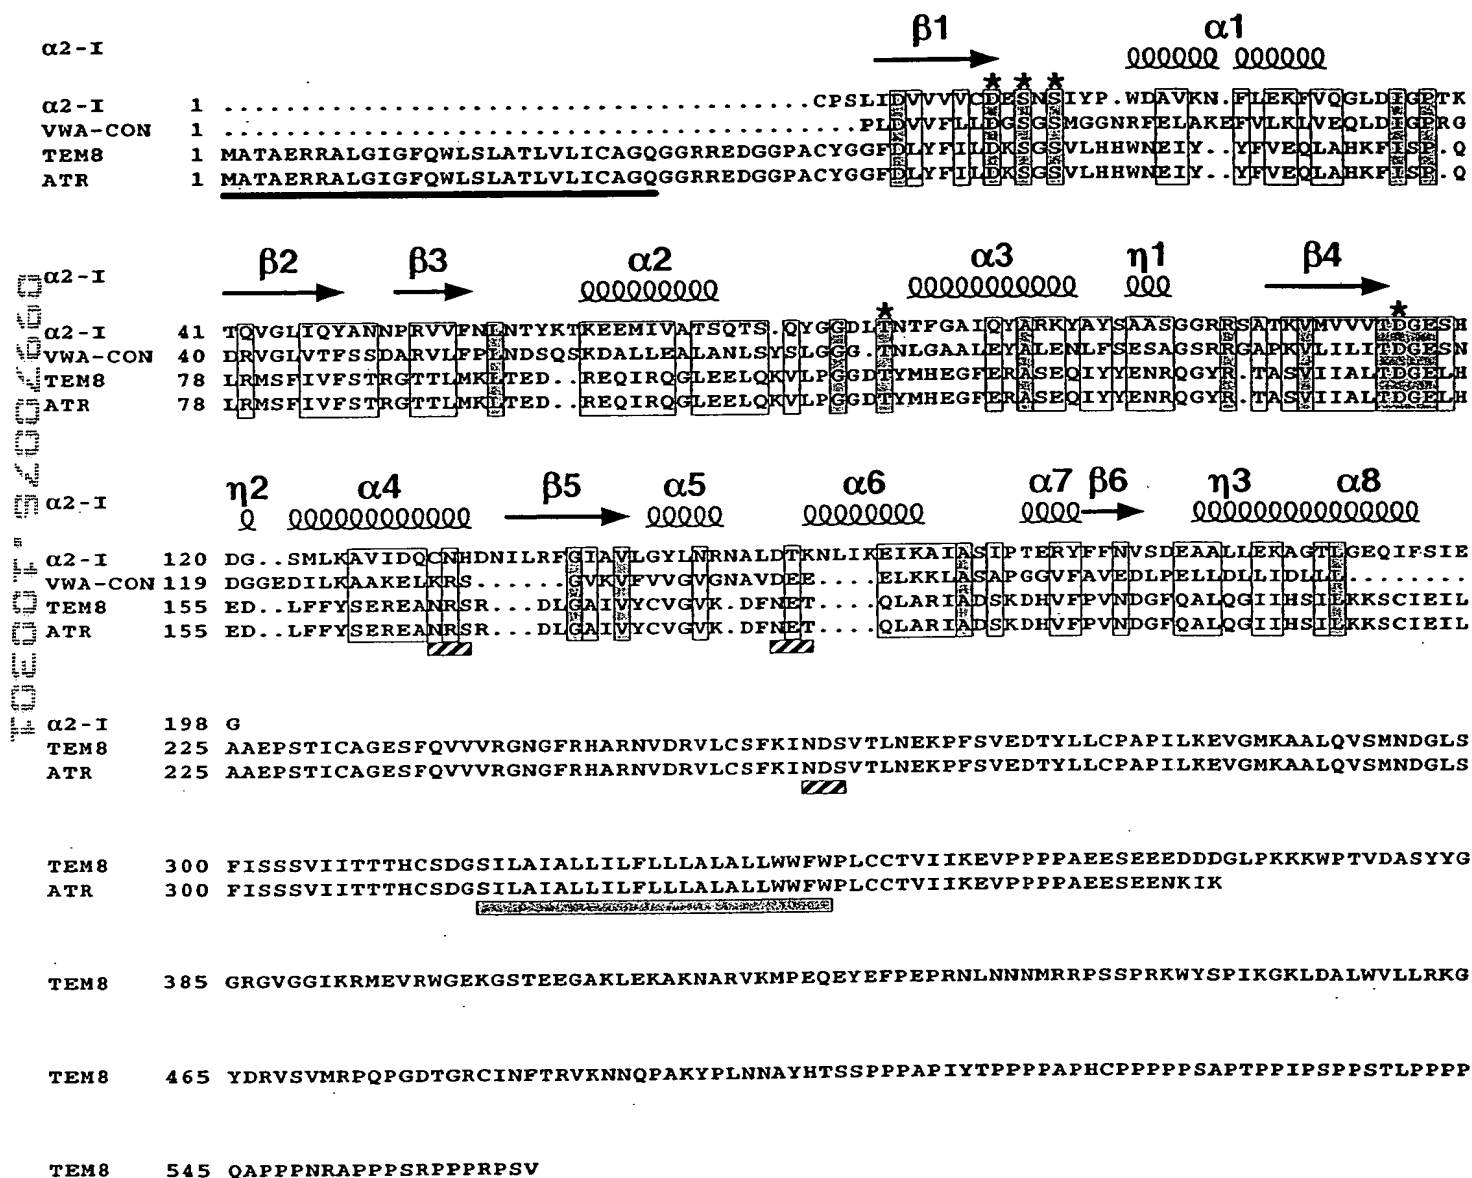 β1 α1
α2-I
★ ★ ★
α2-I 1 ......................................CPSLIDVVVVCDESNSIYP.WDAVKN.FLEKFVQGLDIGPTK
VWA-CON 1 .........................................PLDVVFLLDGSGSMGGNRFELAKEFVLKLVEQLDIGPRG
TEM8 1 MATAERRALGIGFQWLSLATLVLICAGQGGRREDGGPACYGGFDLYFILDKSGSVLHHWNEIY..YFVEQLAHKFISP.Q
ATR 1 MATAERRALGIGFQWLSLATLVLICAGQGGRREDGGPACYGGFDLYFILDKSGSVLHHWNEIY..YFVEQLAHKFISP.Q
β2 β3 α2 α3 η1 β4
α2-I
★ ★
α2-I 41 TQVGLIQYANNPRVVFNLNTYKTKEEMIVATSQTS.QYGGDLTNTFGAIQYARKYAYSAASGGRRSATKVMVVVTDGESH
VWA-CON 40 DRVGLVTFSSDARVLFPLNDSQSKDALLEALANLSYSLGGG.TNLGAALEYALENLFSESAGSRRGAPKVLILITDGESN
TEM8 78 LRMSFIVFSTRGTTLMKLTED..REQIRQGLEELQKVLPGGDTYMHEGFERASEQIYYENRQGYR.TASVIIALTDGELH
ATR 78 LRMSFIVFSTRGTTLMKLTED..REQIRQGLEELQKVLPGGDTYMHEGFERASEQIYYENRQGYR.TASVIIALTDGELH
η2 α4 β5 α5 α6 α7 β6 η3 α8
α2-I
α2-I 120 DG..SMLKAVIDQCNHDNILRFGIAVLGYLNRNALDTKNLIKEIKAIASIPTERYFFNVSDEAALLEKAGTLGEQIFSIE
VWA-CON 119 DGGEDILKAAKELKRS......GVKVFVVGVGNAVDEE....ELKKLASAPGGVFAVEDLPELLDLLIDLLL........
TEM8 155 ED..LFFYSEREANRSR...DLGAIVYCVGVK.DFNET....QLARIADSKDHVFPVNDGFQALQGIIHSILKKSCIEIL
ATR 155 ED..LFFYSEREANRSR...DLGAIVYCVGVK.DFNET....QLARIADSKDHVFPVNDGFQALQGIIHSILKKSCIEIL
α2-I 198 G
TEM8 225 AAEPSTICAGESFQVVVRGNGFRHARNVDRVLCSFKINDSVTLNEKPFSVEDTYLLCPAPILKEVGMKAALQVSMNDGLS
ATR 225 AAEPSTICAGESFQVVVRGNGFRHARNVDRVLCSFKINDSVTLNEKPFSVEDTYLLCPAPILKEVGMKAALQVSMNDGLS
TEM8 300 FISSSVIITTTHCSDGSILAIALLILFLLLALALLWWFWPLCCTVIIKEVPPPPAEESEEEDDDGLPKKKWPTVDASYYG
ATR 300 FISSSVIITTTHCSDGSILAIALLILFLLLALALLWWFWPLCCTVIIKEVPPPPAEESEENKIK
TEM8 385 GRGVGGIKRMEVRWGEKGSTEEGAKLEKAKNARVKMPEQEYEFPEPRNLNNNMRRPSSPRKWYSPIKGKLDALWVLLRKG
TEM8 465 YDRVSVMRPQPGDTGRCINFTRVKNNQPAKYPLNNAYHTSSPPPAPIYTPPPPAPHCPPPPPSAPTPPIPSPPSTLPPPP
TEM8 545 QAPPPNRAPPPSRPPPRPSV